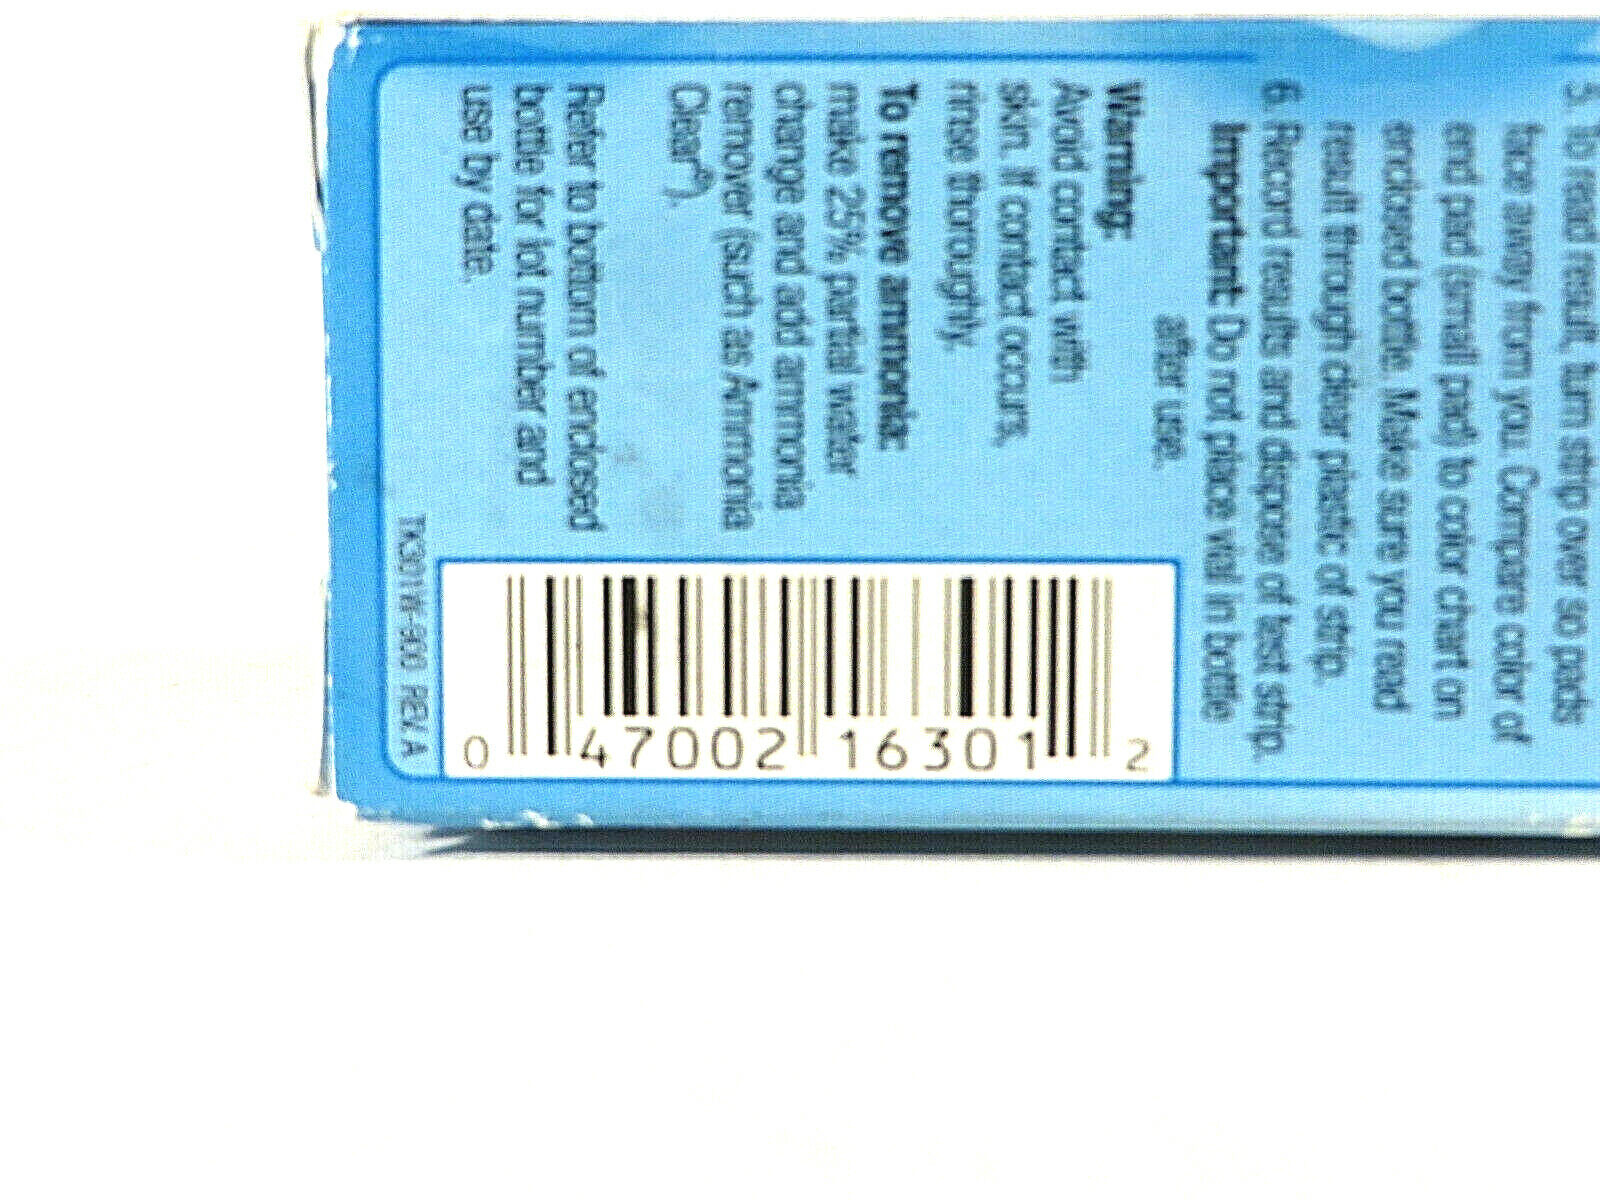 5. To read result, turn strip over so pads
face away from you. Compare color of
end pad (small pad) to color chart on
enclosed bottle. Make sure you read
result through clear plastic of strip.
6. Record results and dispose of test strip.
Important: Do not place vial in bottle
after use.
Warning:
Avoid contact with
skin. If contact occurs,
rinse thoroughly.
To remove ammonia:
make 25% partial water
change and add ammonia
remover (such as Ammonia
Clear®).
Refer to bottom of enclosed
bottle for lot number and
use by date.
TK301W-900 REV A
0 47002 16301 2